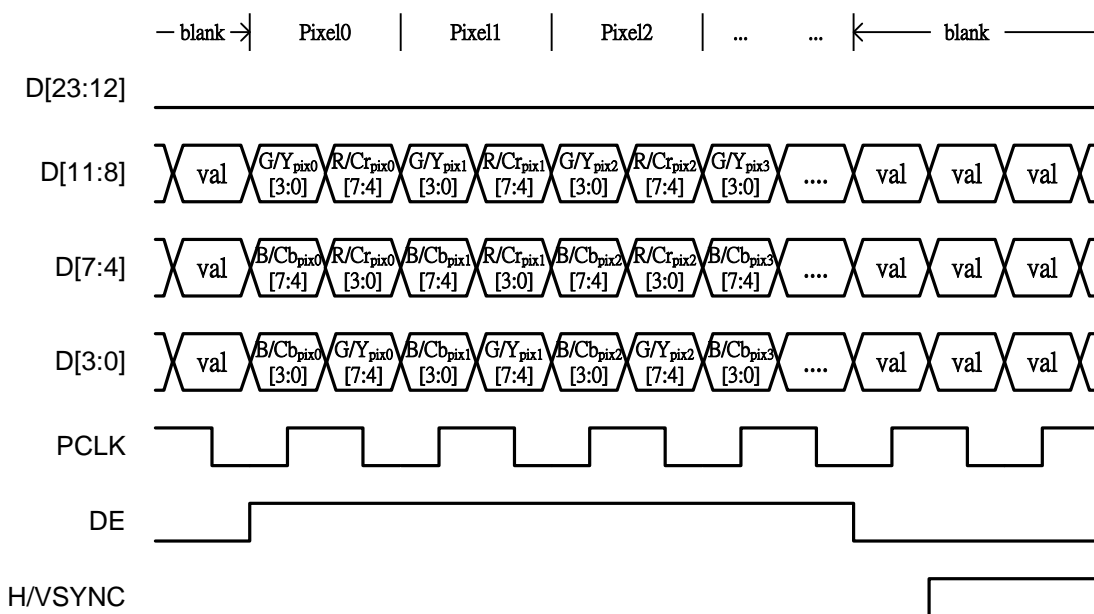 blank Pixel0 Pixel1 Pixel2 ... ... blank
D[23:12]
D[11:8] val G/Ypix0 [3:0] R/Crpix0 [7:4] G/Ypix1 [3:0] R/Crpix1 [7:4] G/Ypix2 [3:0] R/Crpix2 [7:4] G/Ypix3 [3:0] .... val val val
D[7:4] val B/Cbpix0 [7:4] R/Crpix0 [3:0] B/Cbpix1 [7:4] R/Crpix1 [3:0] B/Cbpix2 [7:4] R/Crpix2 [3:0] B/Cbpix3 [7:4] .... val val val
D[3:0] val B/Cbpix0 [3:0] G/Ypix0 [7:4] B/Cbpix1 [3:0] G/Ypix1 [7:4] B/Cbpix2 [3:0] G/Ypix2 [7:4] B/Cbpix3 [3:0] .... val val val
PCLK
DE
H/VSYNC